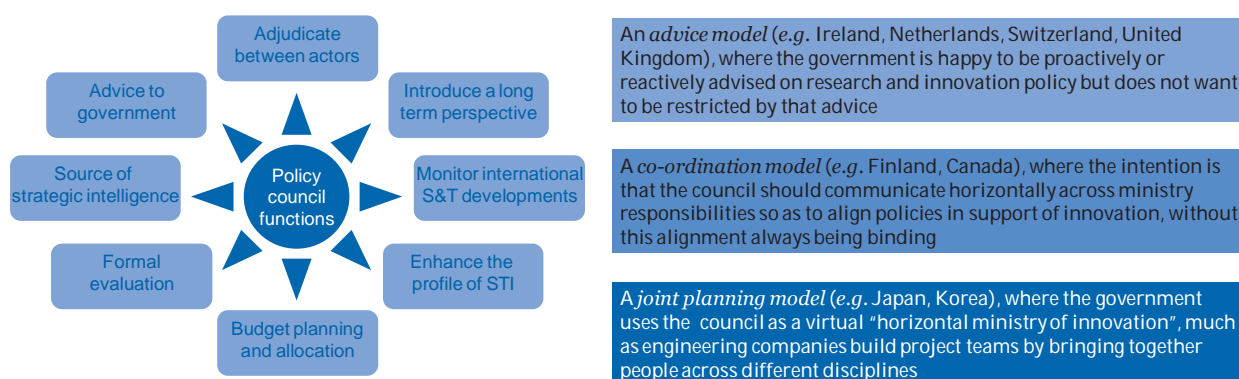 Adjudicate
between actors
Advice to
government
Introduce a long
term perspective
Source of
strategic intelligence
Policy
council
functions
Monitor international
S&T developments
Formal
evaluation
Enhance the
profile of STI
Budget planning
and allocation
An advice model (e.g. Ireland, Netherlands, Switzerland, United
Kingdom), where the government is happy to be proactively or
reactively advised on research and innovation policy but does not want
to be restricted by that advice
A co-ordination model (e.g. Finland, Canada), where the intention is
that the council should communicate horizontally across ministry
responsibilities so as to align policies in support of innovation, without
this alignment always being binding
A joint planning model (e.g. Japan, Korea), where the government
uses the council as a virtual "horizontal ministry of innovation", much
as engineering companies build project teams by bringing together
people across different disciplines